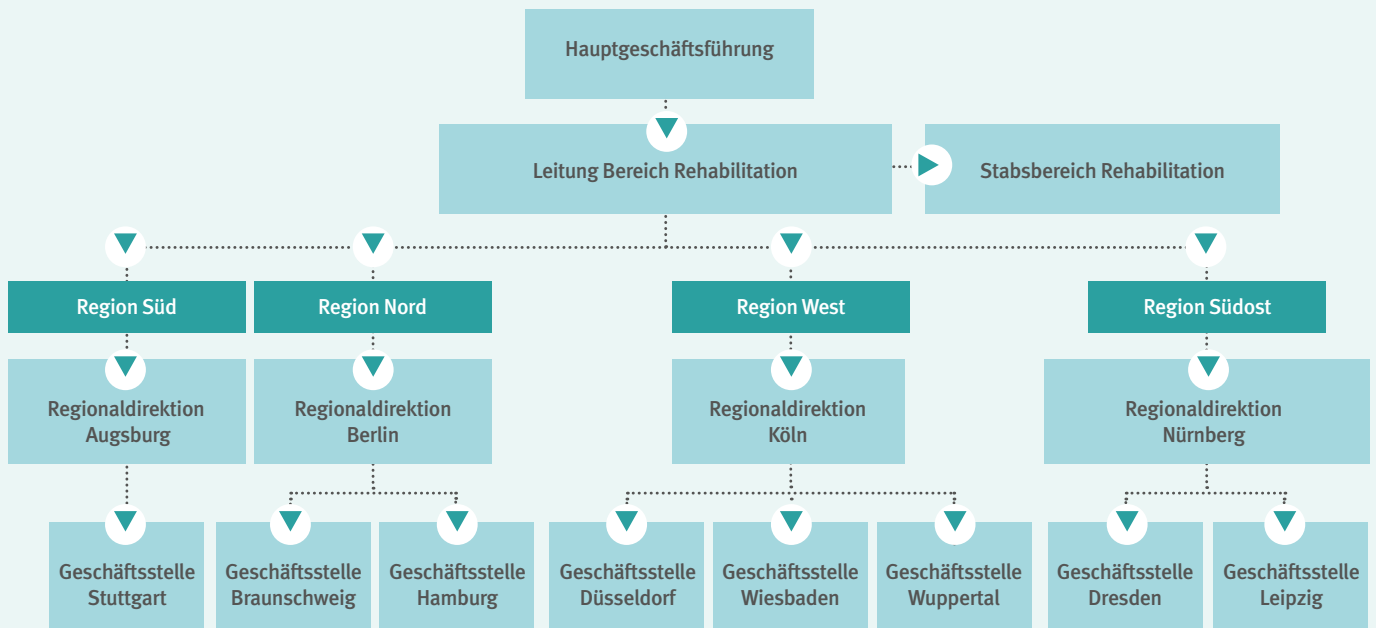 Hauptgeschäftsführung
Leitung Bereich Rehabilitation
Stabsbereich Rehabilitation
Region Süd
Region Nord
Region West
Region Südost
Regionaldirektion
Augsburg
Regionaldirektion
Berlin
Regionaldirektion
Köln
Regionaldirektion
Nürnberg
Geschäftsstelle
Stuttgart
Geschäftsstelle
Braunschweig
Geschäftsstelle
Hamburg
Geschäftsstelle
Düsseldorf
Geschäftsstelle
Wiesbaden
Geschäftsstelle
Wuppertal
Geschäftsstelle
Dresden
Geschäftsstelle
Leipzig